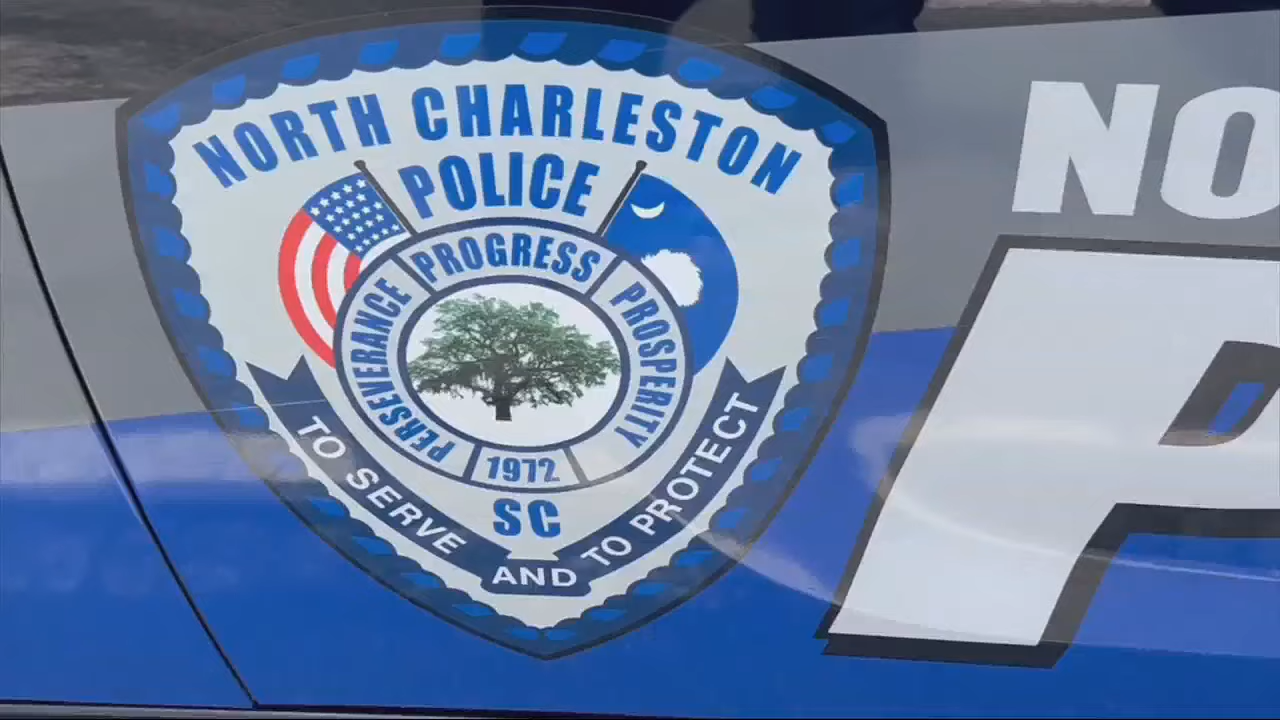 NORTH CHARLESTON
POLICE
PROGRESS
PERSEVERANCE
PROSPERITY
1972
SC
TO SERVE AND TO PROTECT
NO
P